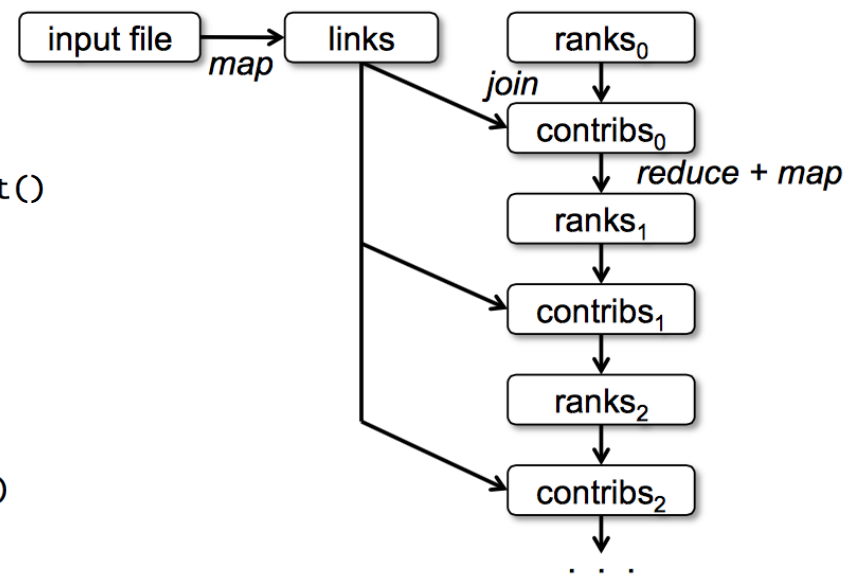 input file
map
links
ranks₀
join
contribs₀
reduce + map
t()
ranks₁
contribs₁
ranks₂
)
contribs₂
. . .